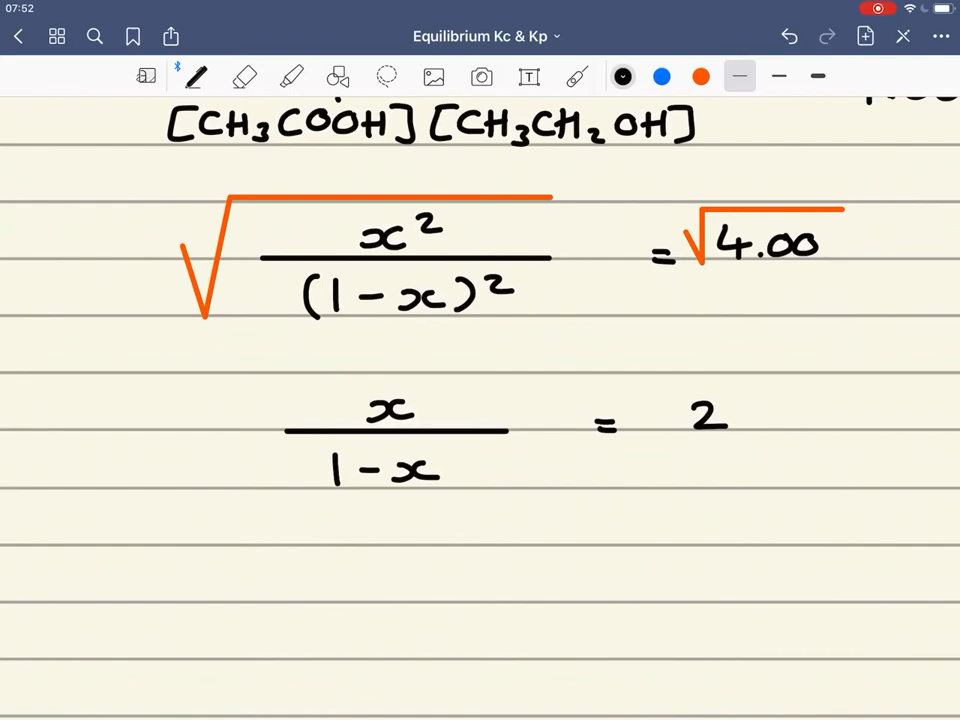 07:52
Equilibrium Kc & Kp
T
[CH₃COOH][CH₃CH₂OH]
√(x²/(1-x)²) = √4.00
x/(1-x) = 2